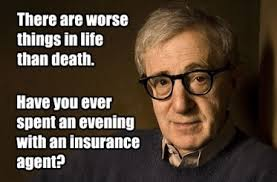 There are worse
things in life
than death.
Have you ever
spent an evening
with an insurance
agent?